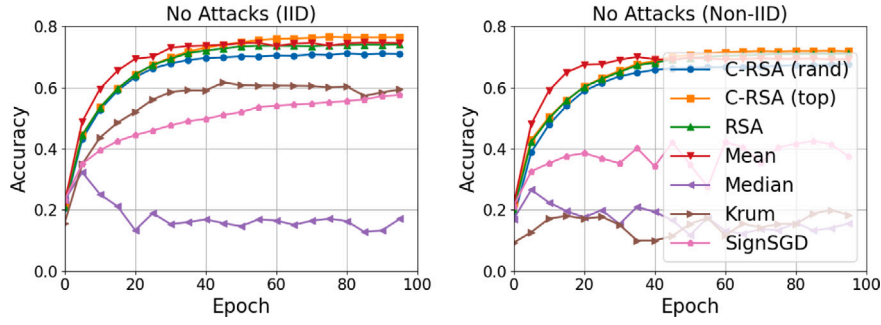 No Attacks (IID)
0.8
0.6
0.4
0.2
0.0
Accuracy
0 20 40 60 80 100
Epoch
No Attacks (Non-IID)
0.8
0.6
0.4
0.2
0.0
Accuracy
0 20 40 60 80 100
Epoch
C-RSA (rand)
C-RSA (top)
RSA
Mean
Median
Krum
SignSGD